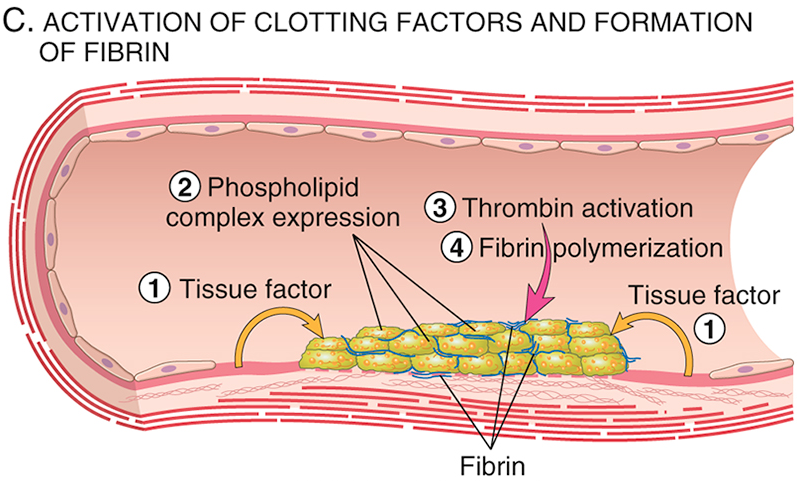 C. ACTIVATION OF CLOTTING FACTORS AND FORMATION
OF FIBRIN
2 Phospholipid
complex expression
3 Thrombin activation
4 Fibrin polymerization
1 Tissue factor
Tissue factor
1
Fibrin